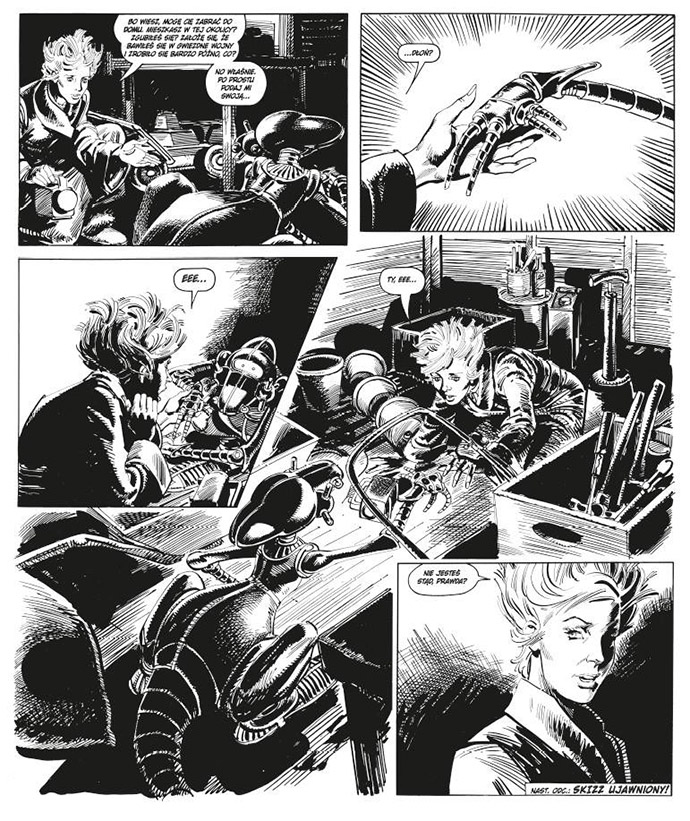 BO WIESZ, MOGĘ CIĘ ZABRAĆ DO
DOMU. MIESZKASZ W TEJ OKOLICY?
ZGUBIŁEŚ SIĘ? ZAŁOŻĘ SIĘ, ŻE
BAWIŁEŚ SIĘ W GWIEZDNE WOJNY
I ZROBIŁO SIĘ BARDZO PÓŹNO, CO?
NO WŁAŚNIE.
PO PROSTU
PODAJ MI
SWOJĄ...
...DŁOŃ?
EEE...
TY, EEE...
NIE JESTEŚ
STĄD, PRAWDA?
NAST. ODC.: SKIZZ UJAWNIONY!